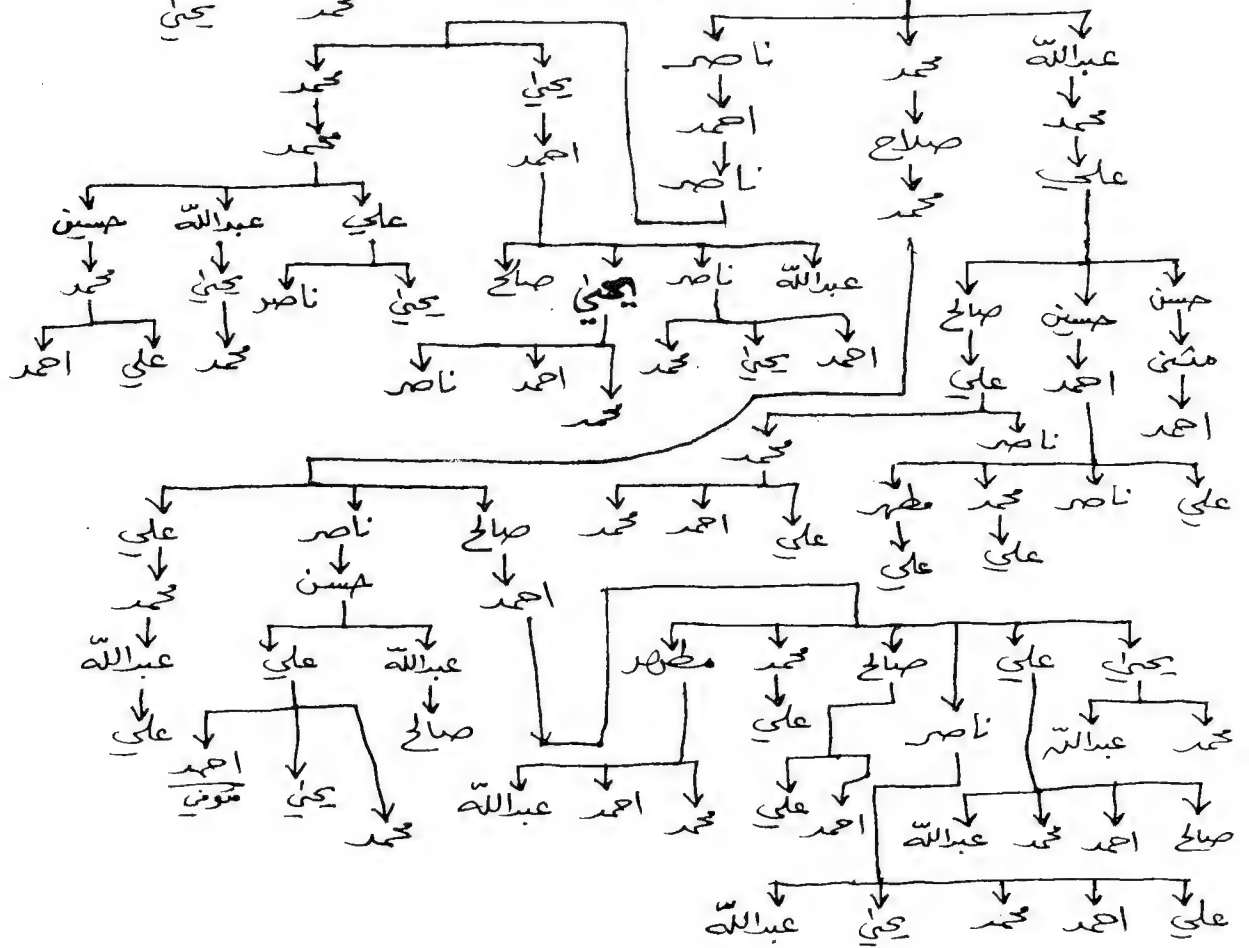 محمد يحيى
عبدالله محمد ناصر
يحيى محمد
محمد احمد
صلاح محمد
احمد
علي ناصر
محمد
علي عبدالله حسين
عبدالله ناصر يحيى صالح
يحيى ناصر يحيى محمد
حسن حسين صالح
مثنى احمد علي
احمد يحيى محمد
محمد احمد ناصر
محمد علي احمد
احمد
ناصر محمد
علي ناصر محمد مطهر
علي احمد محمد
صالح ناصر علي
علي علي
احمد حسن محمد
يحيى علي صالح محمد مطهر
عبدالله علي عبدالله
محمد عبدالله ناصر علي
صالح علي
احمد
متوفي
يحيى محمد
محمد احمد عبدالله
احمد علي
صالح احمد محمد عبدالله
علي احمد محمد يحيى عبدالله